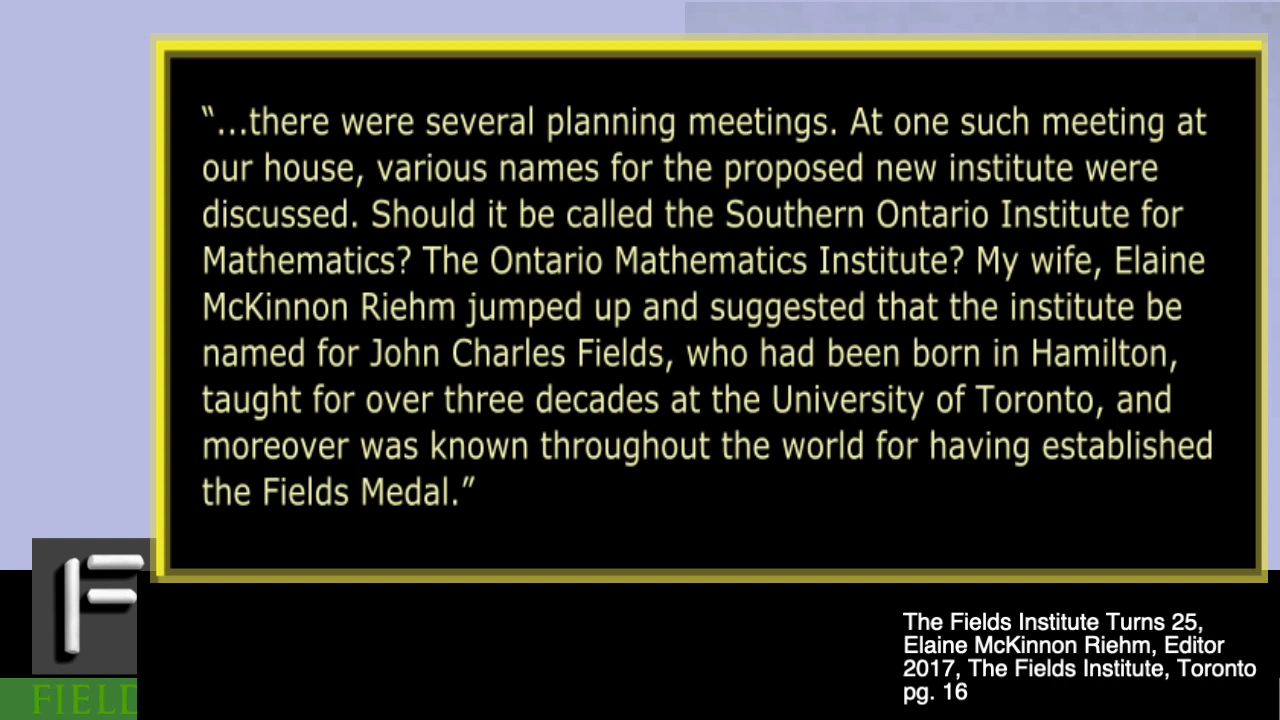 “...there were several planning meetings. At one such meeting at
our house, various names for the proposed new institute were
discussed. Should it be called the Southern Ontario Institute for
Mathematics? The Ontario Mathematics Institute? My wife, Elaine
McKinnon Riehm jumped up and suggested that the institute be
named for John Charles Fields, who had been born in Hamilton,
taught for over three decades at the University of Toronto, and
moreover was known throughout the world for having established
the Fields Medal.”
F
FIELD
The Fields Institute Turns 25,
Elaine McKinnon Riehm, Editor
2017, The Fields Institute, Toronto
pg. 16